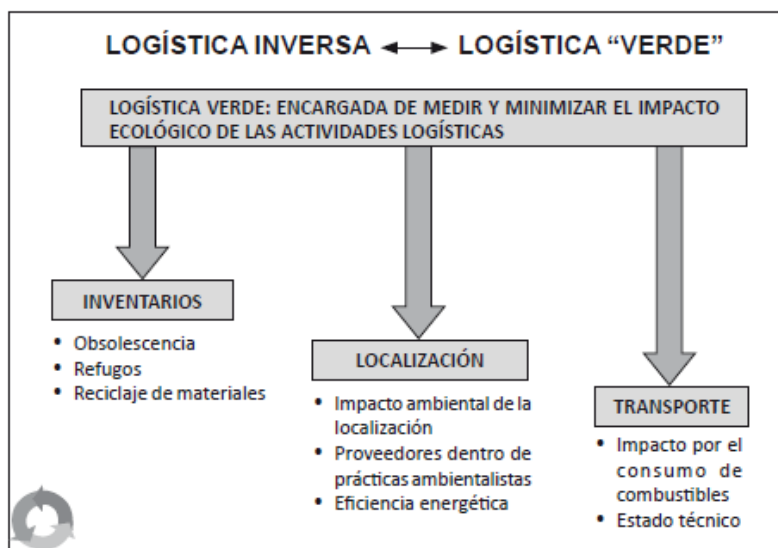 LOGÍSTICA INVERSA ↔ LOGÍSTICA “VERDE”
LOGÍSTICA VERDE: ENCARGADA DE MEDIR Y MINIMIZAR EL IMPACTO
ECOLÓGICO DE LAS ACTIVIDADES LOGÍSTICAS
INVENTARIOS
• Obsolescencia
• Refugos
• Reciclaje de materiales
LOCALIZACIÓN
• Impacto ambiental de la
localización
• Proveedores dentro de
prácticas ambientalistas
• Eficiencia energética
TRANSPORTE
• Impacto por el
consumo de
combustibles
• Estado técnico